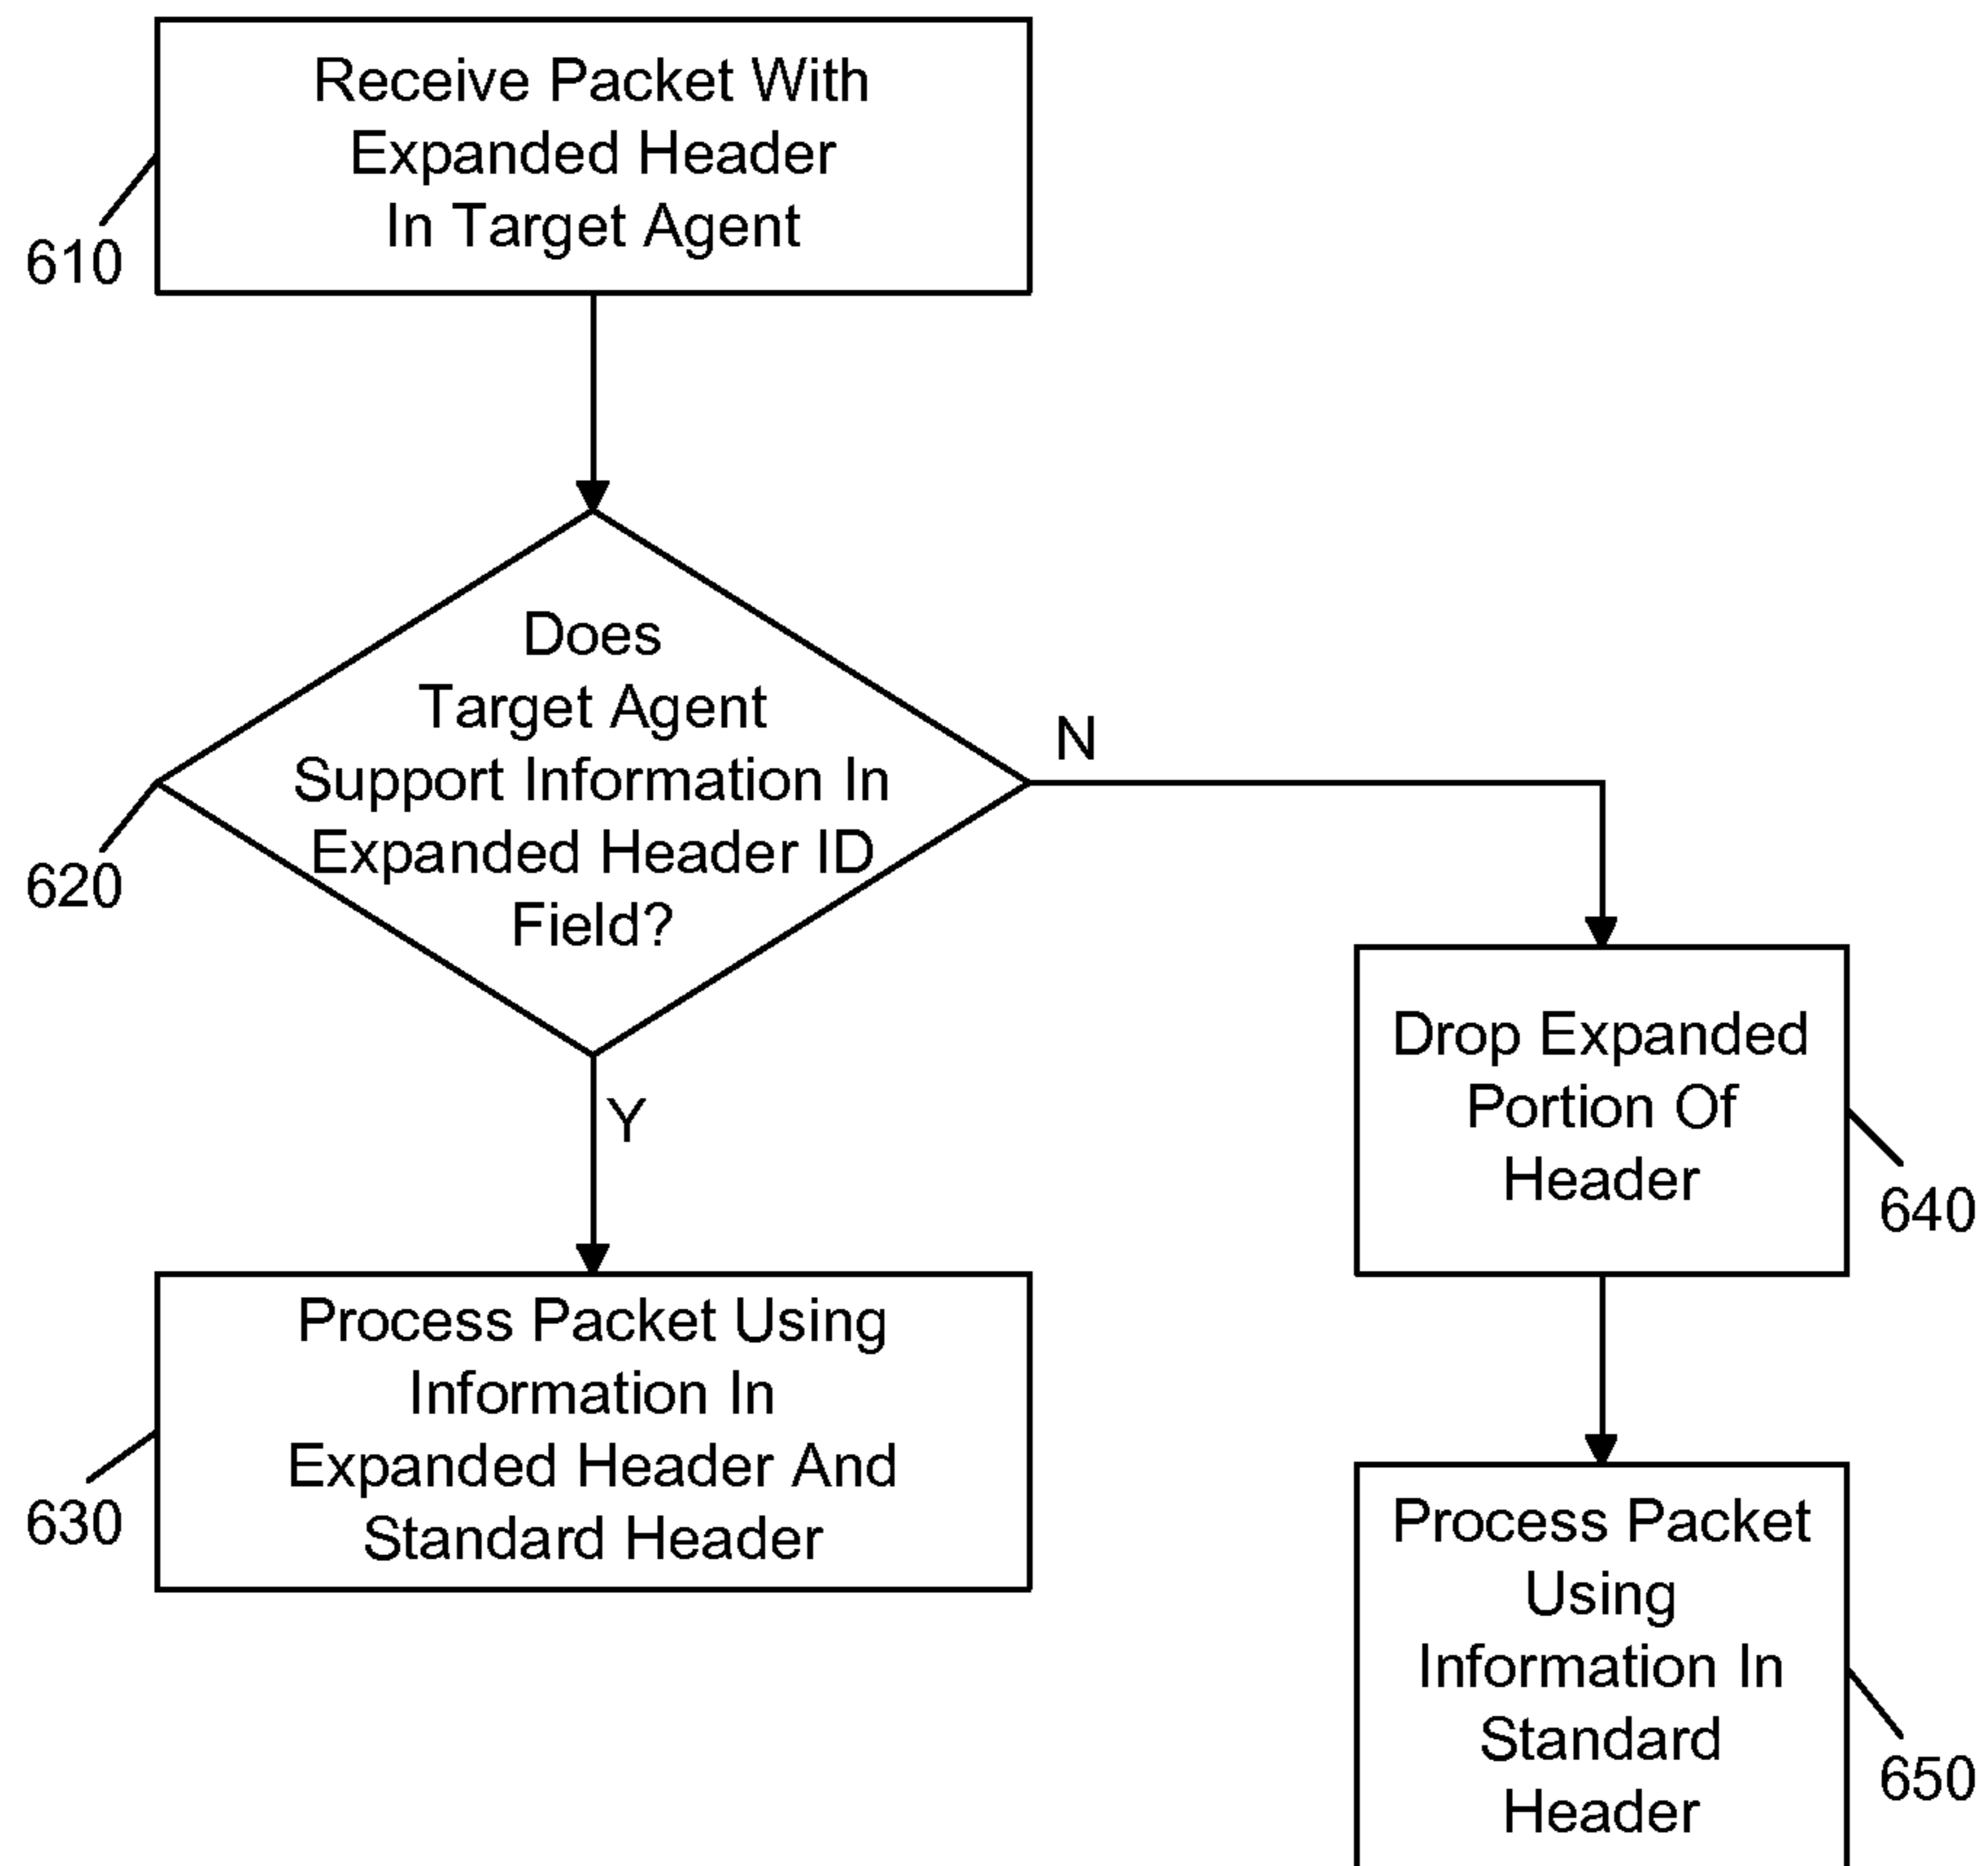 Receive Packet With
Expanded Header
In Target Agent
610
Does
Target Agent
Support Information In
Expanded Header ID
Field?
620
N
Y
Drop Expanded
Portion Of
Header
640
Process Packet Using
Information In
Expanded Header And
Standard Header
630
Process Packet
Using
Information In
Standard
Header
650